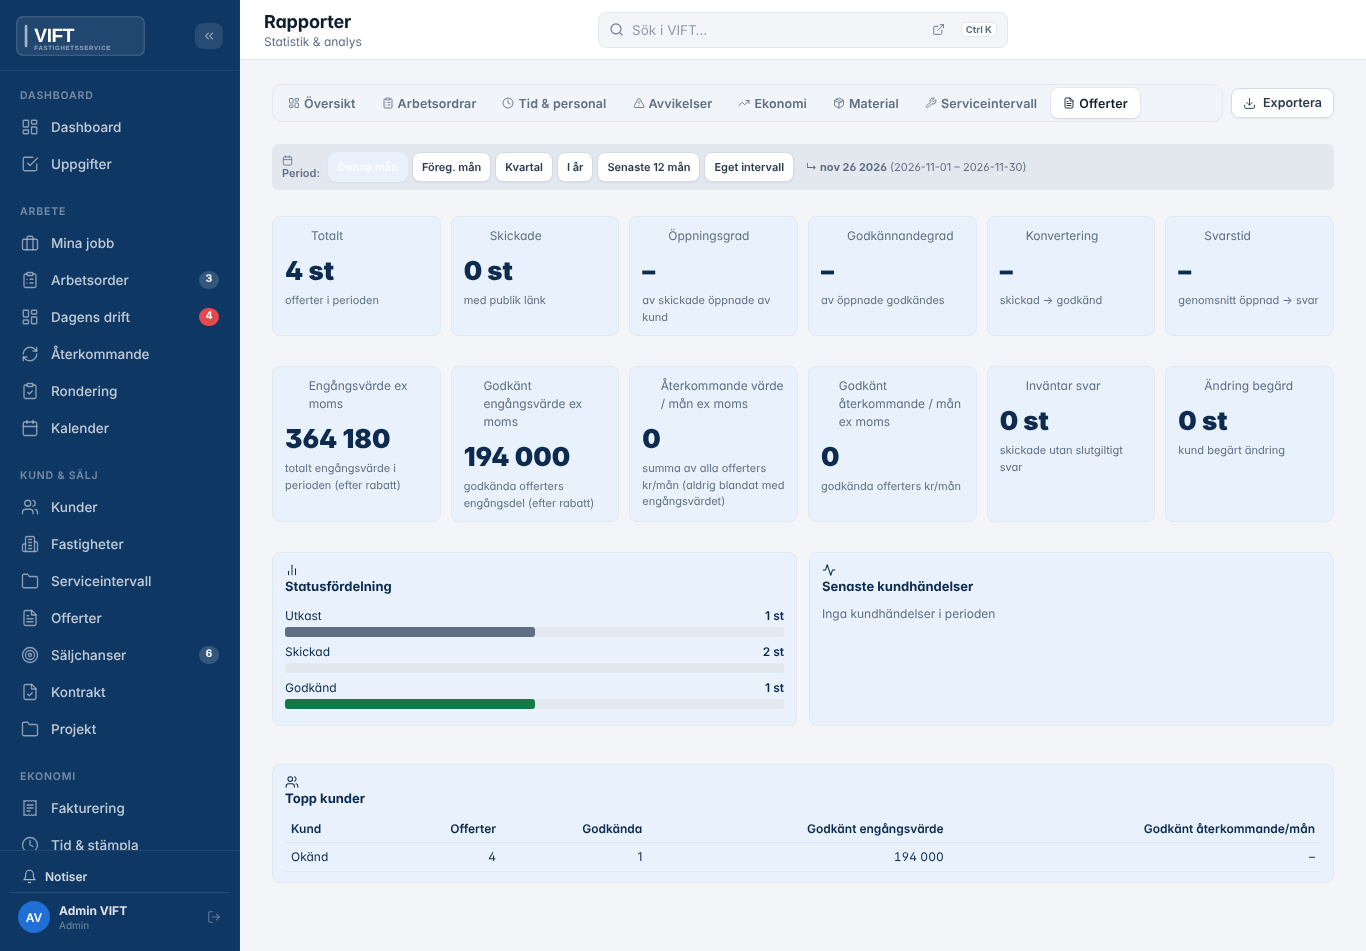 VIFT
FASTIGHETSSERVICE
DASHBOARD
Dashboard
Uppgifter
ARBETE
Mina jobb
Arbetsorder 3
Dagens drift 4
Återkommande
Rondering
Kalender
KUND & SÄLJ
Kunder
Fastigheter
Serviceintervall
Offerter
Säljchanser 6
Kontrakt
Projekt
EKONOMI
Fakturering
Tid & stämpla
Notiser
AV
Admin VIFT
Admin
Rapporter
Statistik & analys
Sök i VIFT... Ctrl K
Översikt Arbetsordrar Tid & personal Avvikelser Ekonomi Material Serviceintervall Offerter Exportera
Period: Denna mån Föreg. mån Kvartal I år Senaste 12 mån Eget intervall ↳ nov 26 2026 (2026-11-01 – 2026-11-30)
Totalt
4 st
offerter i perioden
Skickade
0 st
med publik länk
Öppningsgrad
–
av skickade öppnade av
kund
Godkännandegrad
–
av öppnade godkändes
Konvertering
–
skickad → godkänd
Svarstid
–
genomsnitt öppnad → svar
Engångsvärde ex
moms
364 180
totalt engångsvärde i
perioden (efter rabatt)
Godkänt
engångsvärde ex
moms
194 000
godkända offerters
engångsdel (efter rabatt)
Återkommande värde
/ mån ex moms
0
summa av alla offerters
kr/mån (aldrig blandat med
engångsvärdet)
Godkänt
återkommande / mån
ex moms
0
godkända offerters kr/mån
Inväntar svar
0 st
skickade utan slutgiltigt
svar
Ändring begärd
0 st
kund begärt ändring
Statusfördelning
Utkast 1 st
Skickad 2 st
Godkänd 1 st
Senaste kundhändelser
Inga kundhändelser i perioden
Topp kunder
Kund Offerter Godkända Godkänt engångsvärde Godkänt återkommande/mån
Okänd 4 1 194 000 –